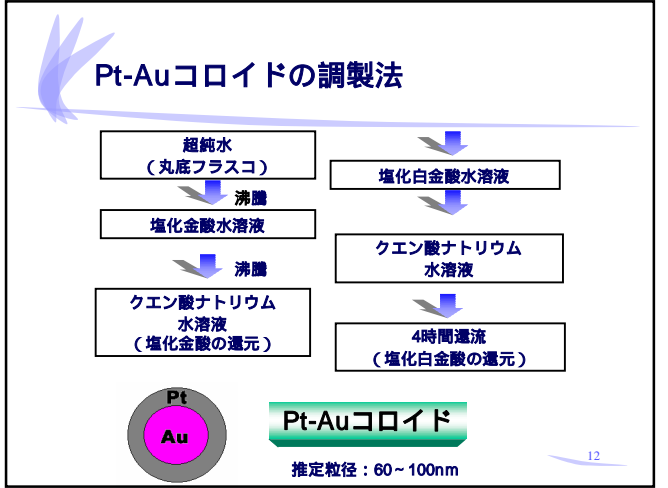 Pt-Auコロイドの調製法
超純水
（丸底フラスコ）
沸騰
塩化金酸水溶液
沸騰
クエン酸ナトリウム
水溶液
（塩化金酸の還元）
塩化白金酸水溶液
クエン酸ナトリウム
水溶液
4時間還流
（塩化白金酸の還元）
Pt
Au
Pt-Auコロイド
推定粒径：60～100nm
12